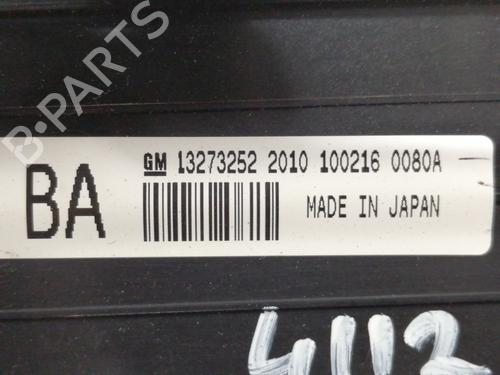 B-PARTS
BA
GM 13273252 2010 100216 0080A
MADE IN JAPAN
4112